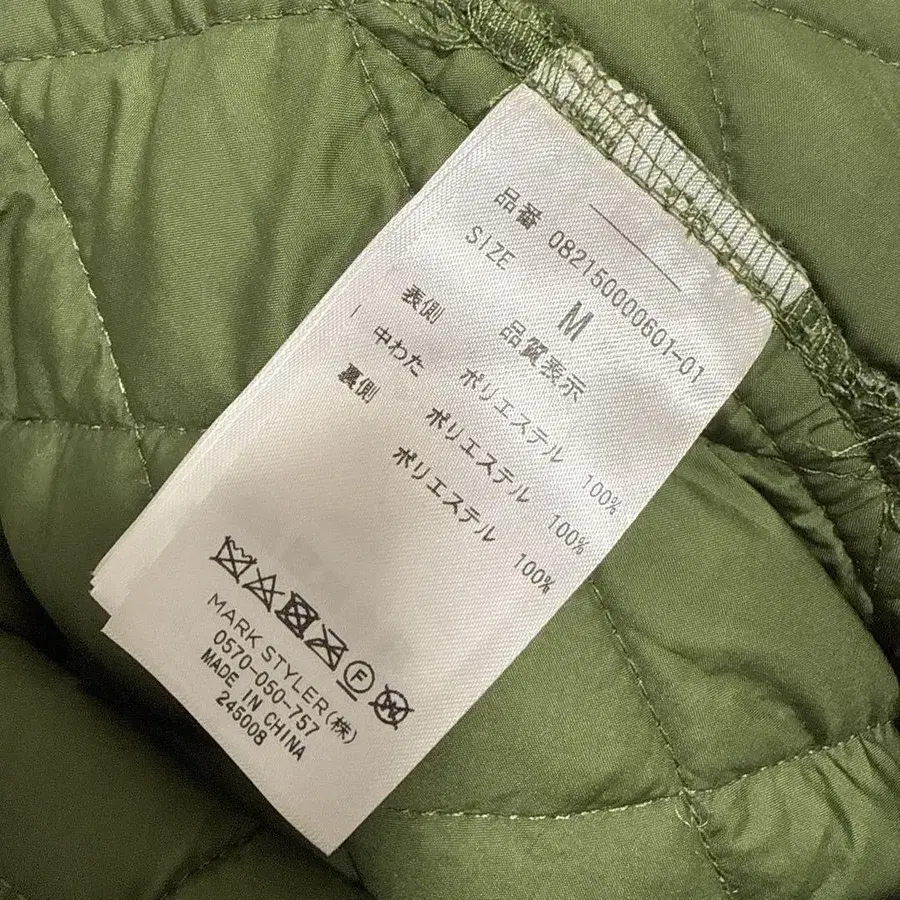 品番 082150000601-01
SIZE M
品質表示
表側 ポリエステル 100%
中わた ポリエステル 100%
裏側 ポリエステル 100%
F W
MARK STYLER(株)
0570-050-757
MADE IN CHINA
245008